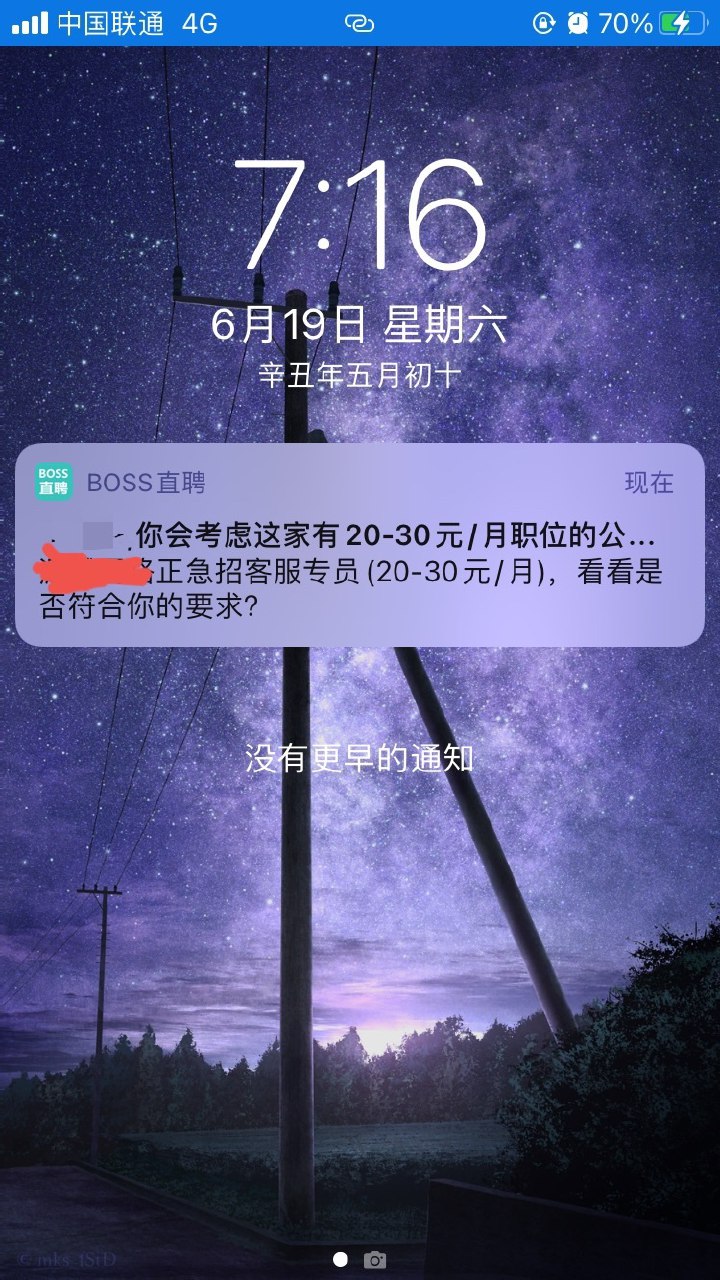 中国联通 4G
70%
7:16
6月19日 星期六
辛丑年五月初十
BOSS
直聘
BOSS直聘
现在
你会考虑这家有20-30元/月职位的公...
正急招客服专员(20-30元/月)，看看是
否符合你的要求?
没有更早的通知